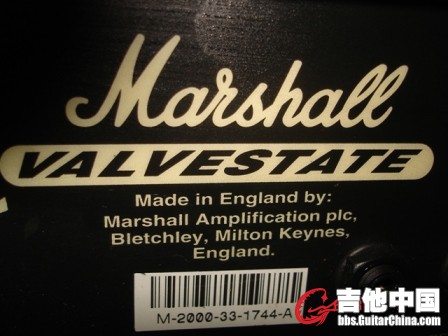 Marshall
VALVESTATE
Made in England by:
Marshall Amplification plc,
Bletchley, Milton Keynes,
England.
M-2000-33-1744-A
吉他中国
bbs.GuitarChina.com